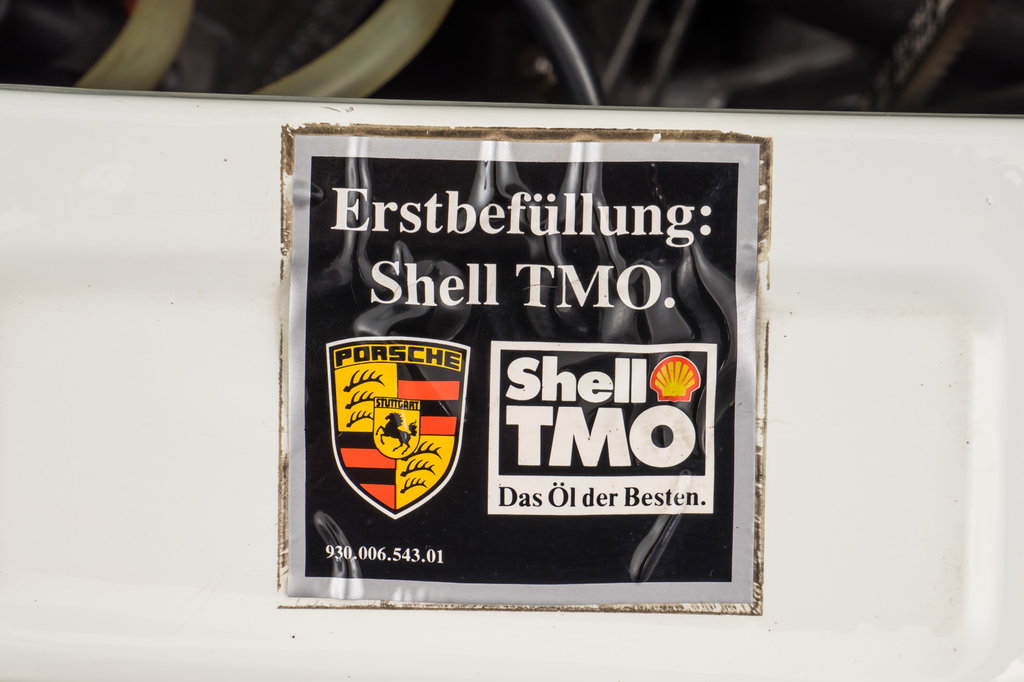 Erstbefüllung:
Shell TMO.
PORSCHE
STUTTGART
Shell
TMO
Das Öl der Besten.
930.006.543.01